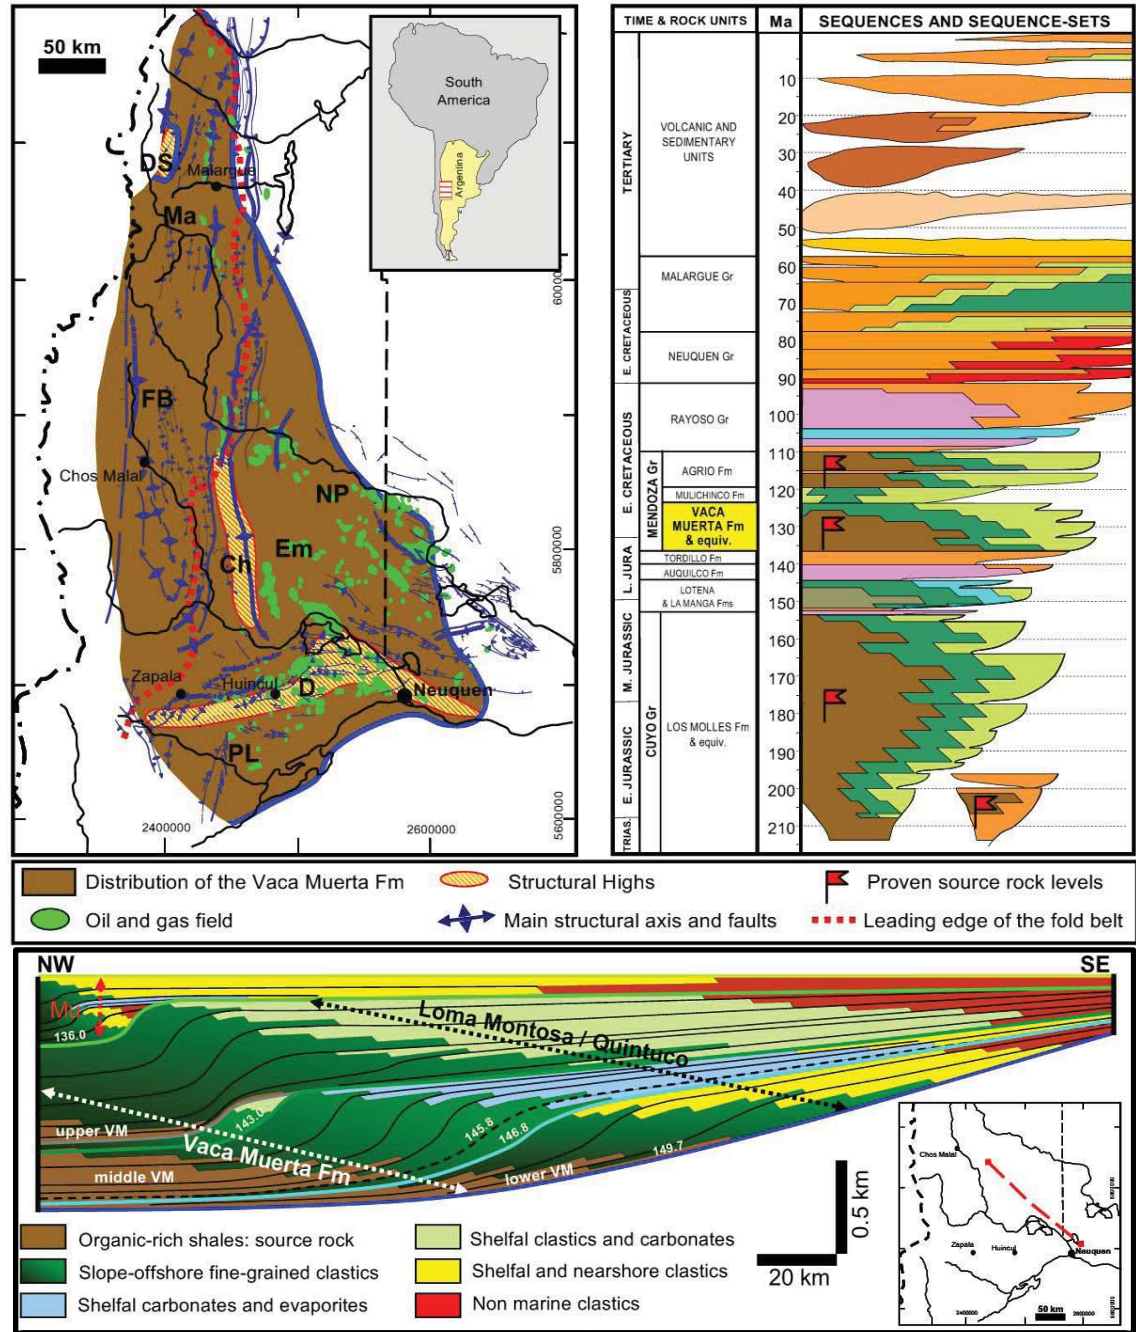 50 km
South
America
Argenina
DS
Malargue
Ma
FB
Chos Malal
NP
Em
Ch
Zapala
Huincul
D
Neuquen
PL
2400000
2600000
60000
5800000
5600000
TIME & ROCK UNITS
Ma
SEQUENCES AND SEQUENCE-SETS
TERTIARY
E. CRETACEOUS
E. CRETACEOUS
L. JURA
M. JURASSIC
E. JURASSIC
TRIAS.
MENDOZA Gr
CUYO Gr
VOLCANIC AND
SEDIMENTARY
UNITS
MALARGUE Gr
NEUQUEN Gr
RAYOSO Gr
AGRIO Fm
MULICHINCO Fm
VACA
MUERTA Fm
& equiv.
TORDILLO Fm
AUQUILCO Fm
LOTENA
& LA MANGA Fms
LOS MOLLES Fm
& equiv.
10
20
30
40
50
60
70
80
90
100
110
120
130
140
150
160
170
180
190
200
210
Distribution of the Vaca Muerta Fm
Structural Highs
Proven source rock levels
Oil and gas field
Main structural axis and faults
Leading edge of the fold belt
NW
SE
Mu
136.0
Loma Montosa / Quintuco
143.0
145.8
146.8
149.7
upper VM
Vaca Muerta Fm
middle VM
lower VM
0.5 km
20 km
Organic-rich shales: source rock
Shelfal clastics and carbonates
Slope-offshore fine-grained clastics
Shelfal and nearshore clastics
Shelfal carbonates and evaporites
Non marine clastics
Chos Malal
Zapala
Huincul
Neuquen
50 km